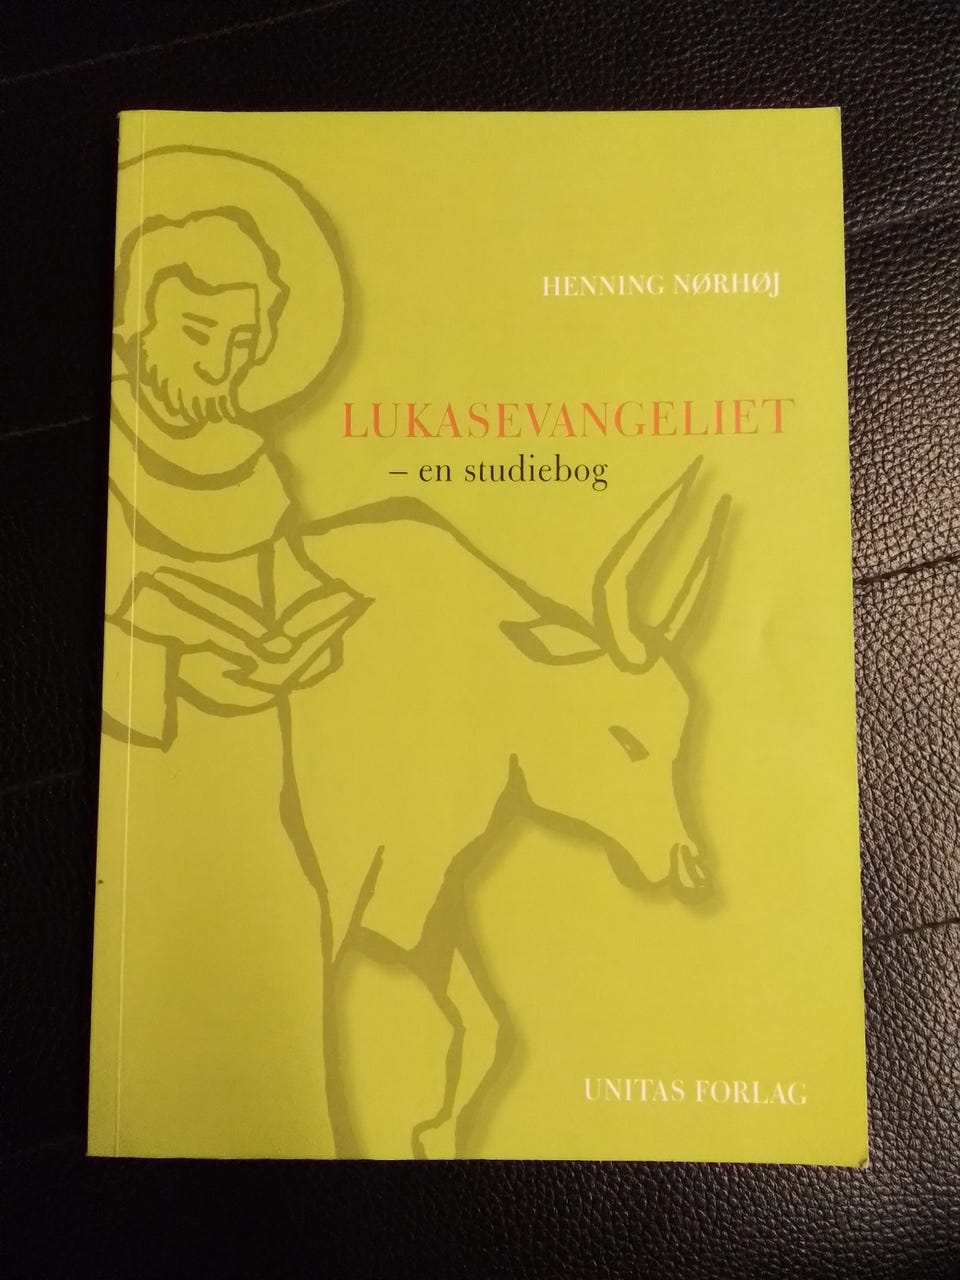 HENNING NØRHØJ
LUKASEVANGELIET
– en studiebog
UNITAS FORLAG